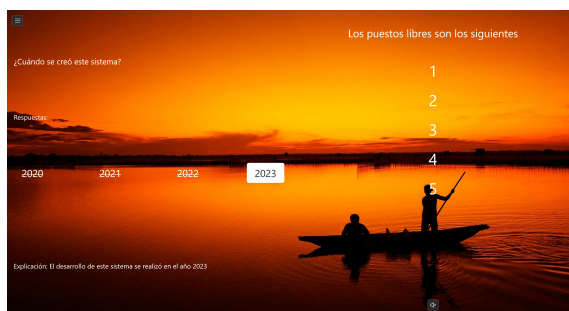 ¿Cuándo se creó este sistema?
Respuestas:
2020
2021
2022
2023
Explicación: El desarrollo de este sistema se realizó en el año 2023
Los puestos libres son los siguientes
1
2
3
4
5